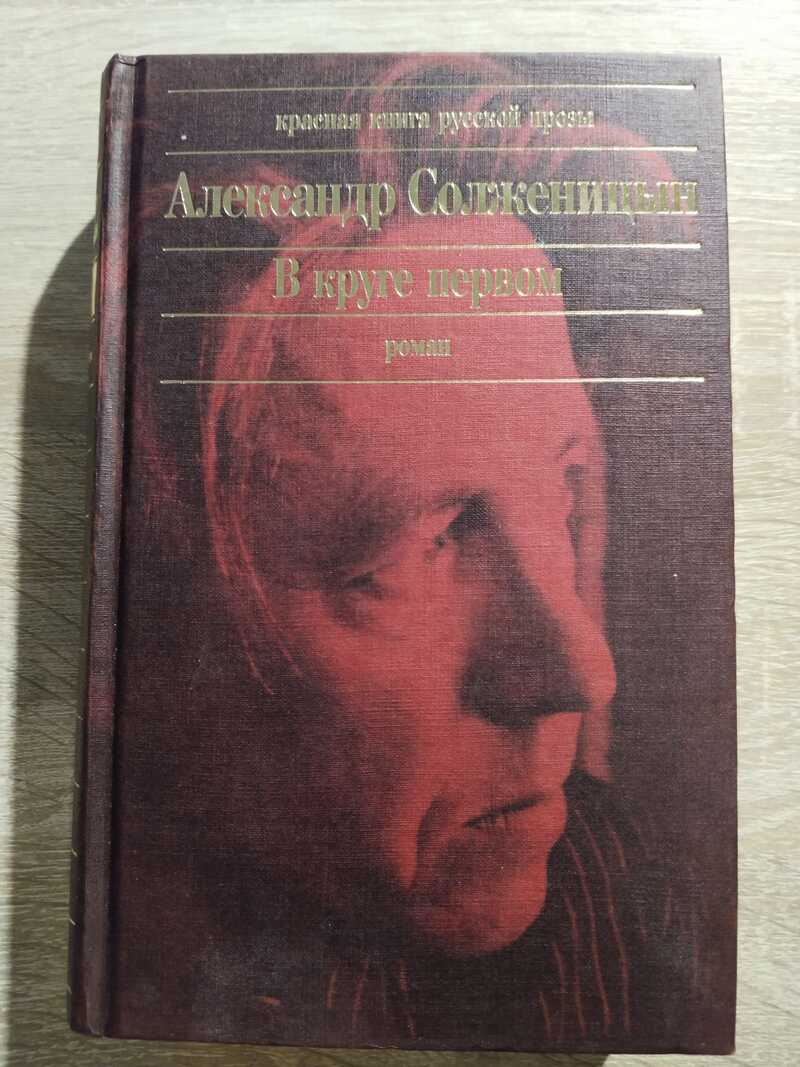 красная книга русской прозы
Александр Солженицын
В круге первом
роман